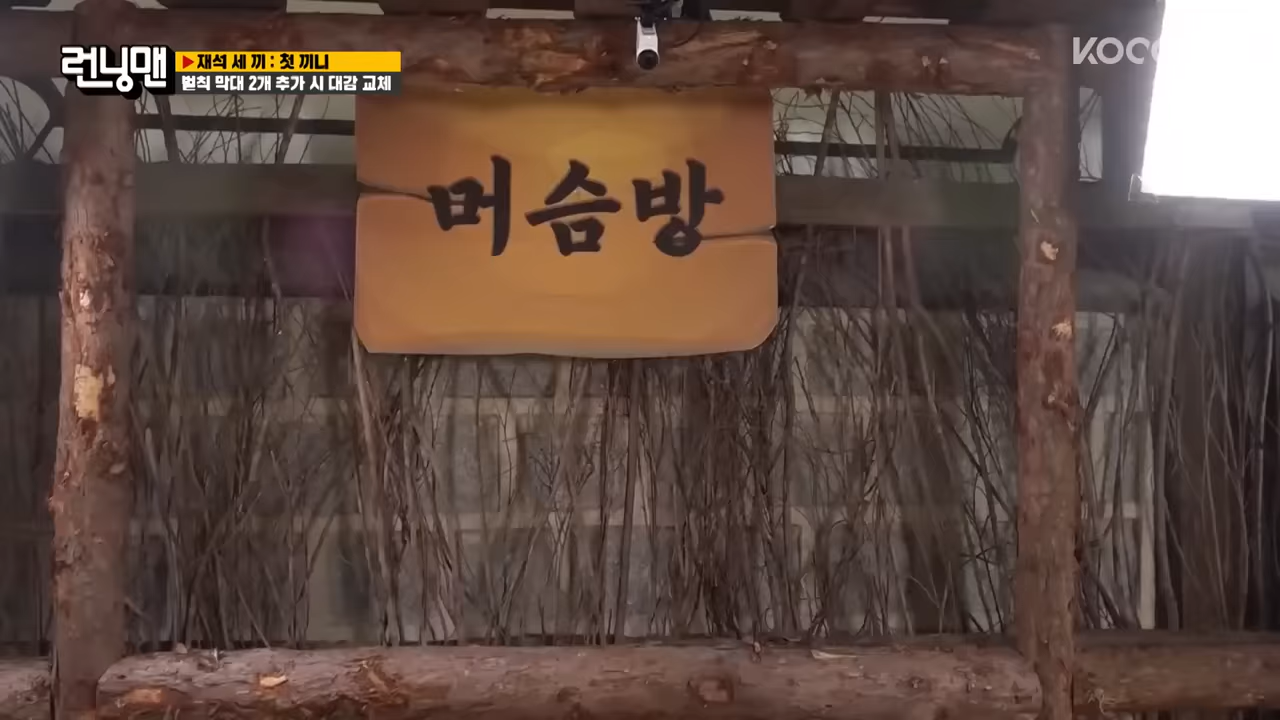 런닝맨
▶재석 세 끼 : 첫 끼니
벌칙 막대 2개 추가 시 대감 교체
KOCO
머슴방